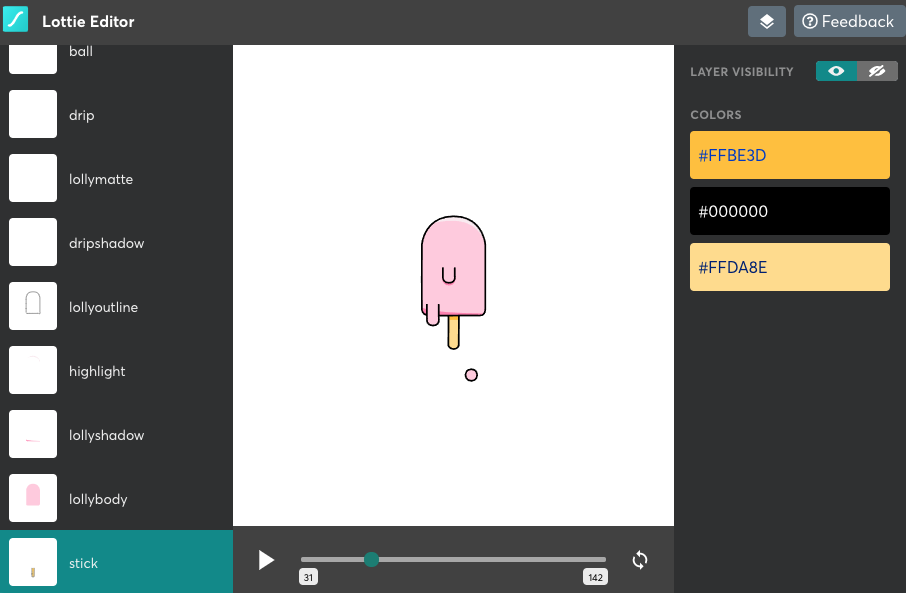 Lottie Editor
Feedback
ball
drip
lollymatte
dripshadow
lollyoutline
highlight
lollyshadow
lollybody
stick
31
142
LAYER VISIBILITY
COLORS
#FFBE3D
#000000
#FFDA8E